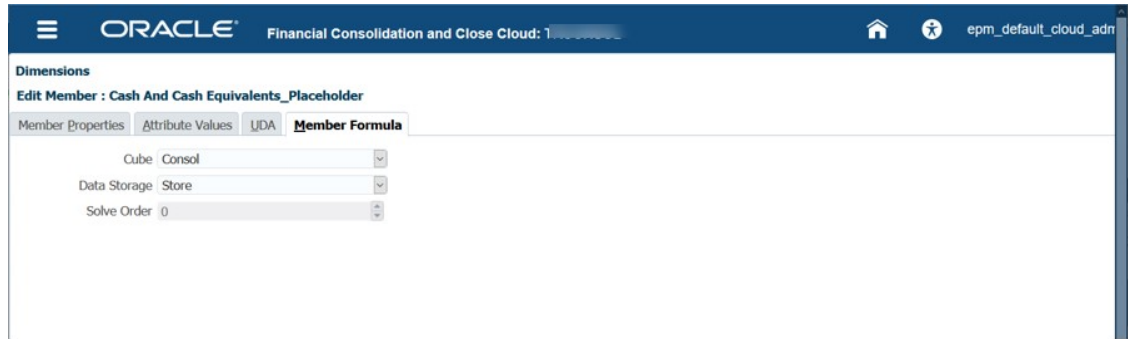 ORACLE® Financial Consolidation and Close Cloud: epm_default_cloud_adm
Dimensions
Edit Member : Cash And Cash Equivalents_Placeholder
Member Properties Attribute Values UDA Member Formula
Cube Consol
Data Storage Store
Solve Order 0